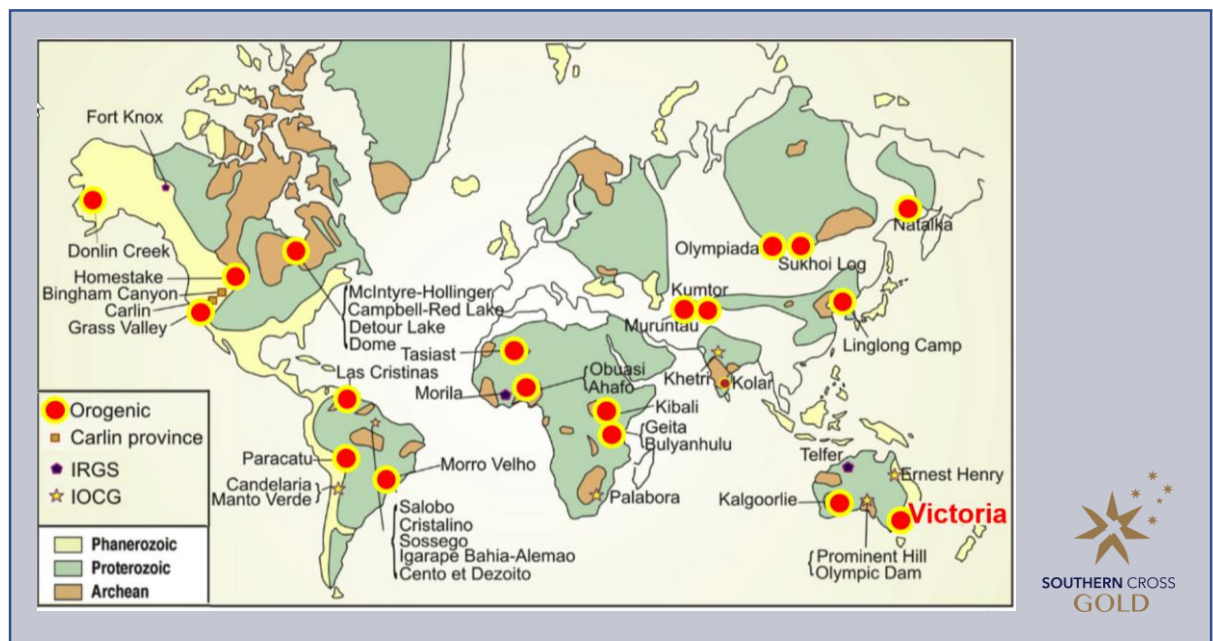 Fort Knox
Donlin Creek
Homestake
Bingham Canyon
Carlin
Grass Valley
McIntyre-Hollinger
Campbell-Red Lake
Detour Lake
Dome
Tasiast
Las Cristinas
Morila
Obuasi
Ahafo
Kibali
Geita
Bulyanhulu
Olympiada
Sukhoi Log
Natalka
Kumtor
Muruntau
Linglong Camp
Khetri
Kolar
Paracatu
Candelaria
Manto Verde
Morro Velho
Salobo
Cristalino
Sossego
Igarape Bahia-Alemao
Cento et Dezoito
Palabora
Telfer
Ernest Henry
Kalgoorlie
Victoria
Prominent Hill
Olympic Dam
Orogenic
Carlin province
IRGS
IOCG
Phanerozoic
Proterozoic
Archean
SOUTHERN CROSS
GOLD